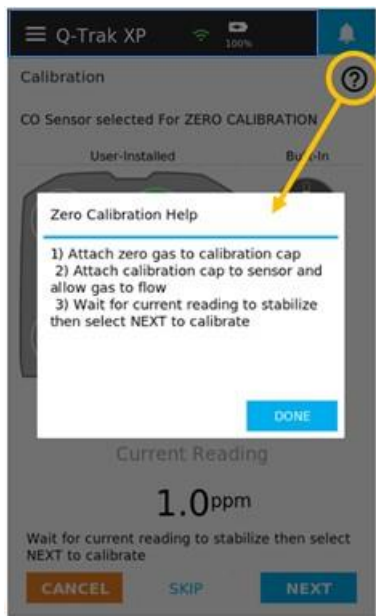 Q-Trak XP
100%
Calibration
?
CO Sensor selected For ZERO CALIBRATION
User-Installed
Zero Calibration Help
1) Attach zero gas to calibration cap
2) Attach calibration cap to sensor and
allow gas to flow
3) Wait for current reading to stabilize
then select NEXT to calibrate
DONE
Current Reading
1.0ppm
Wait for current reading to stabilize then select
NEXT to calibrate
CANCEL SKIP NEXT